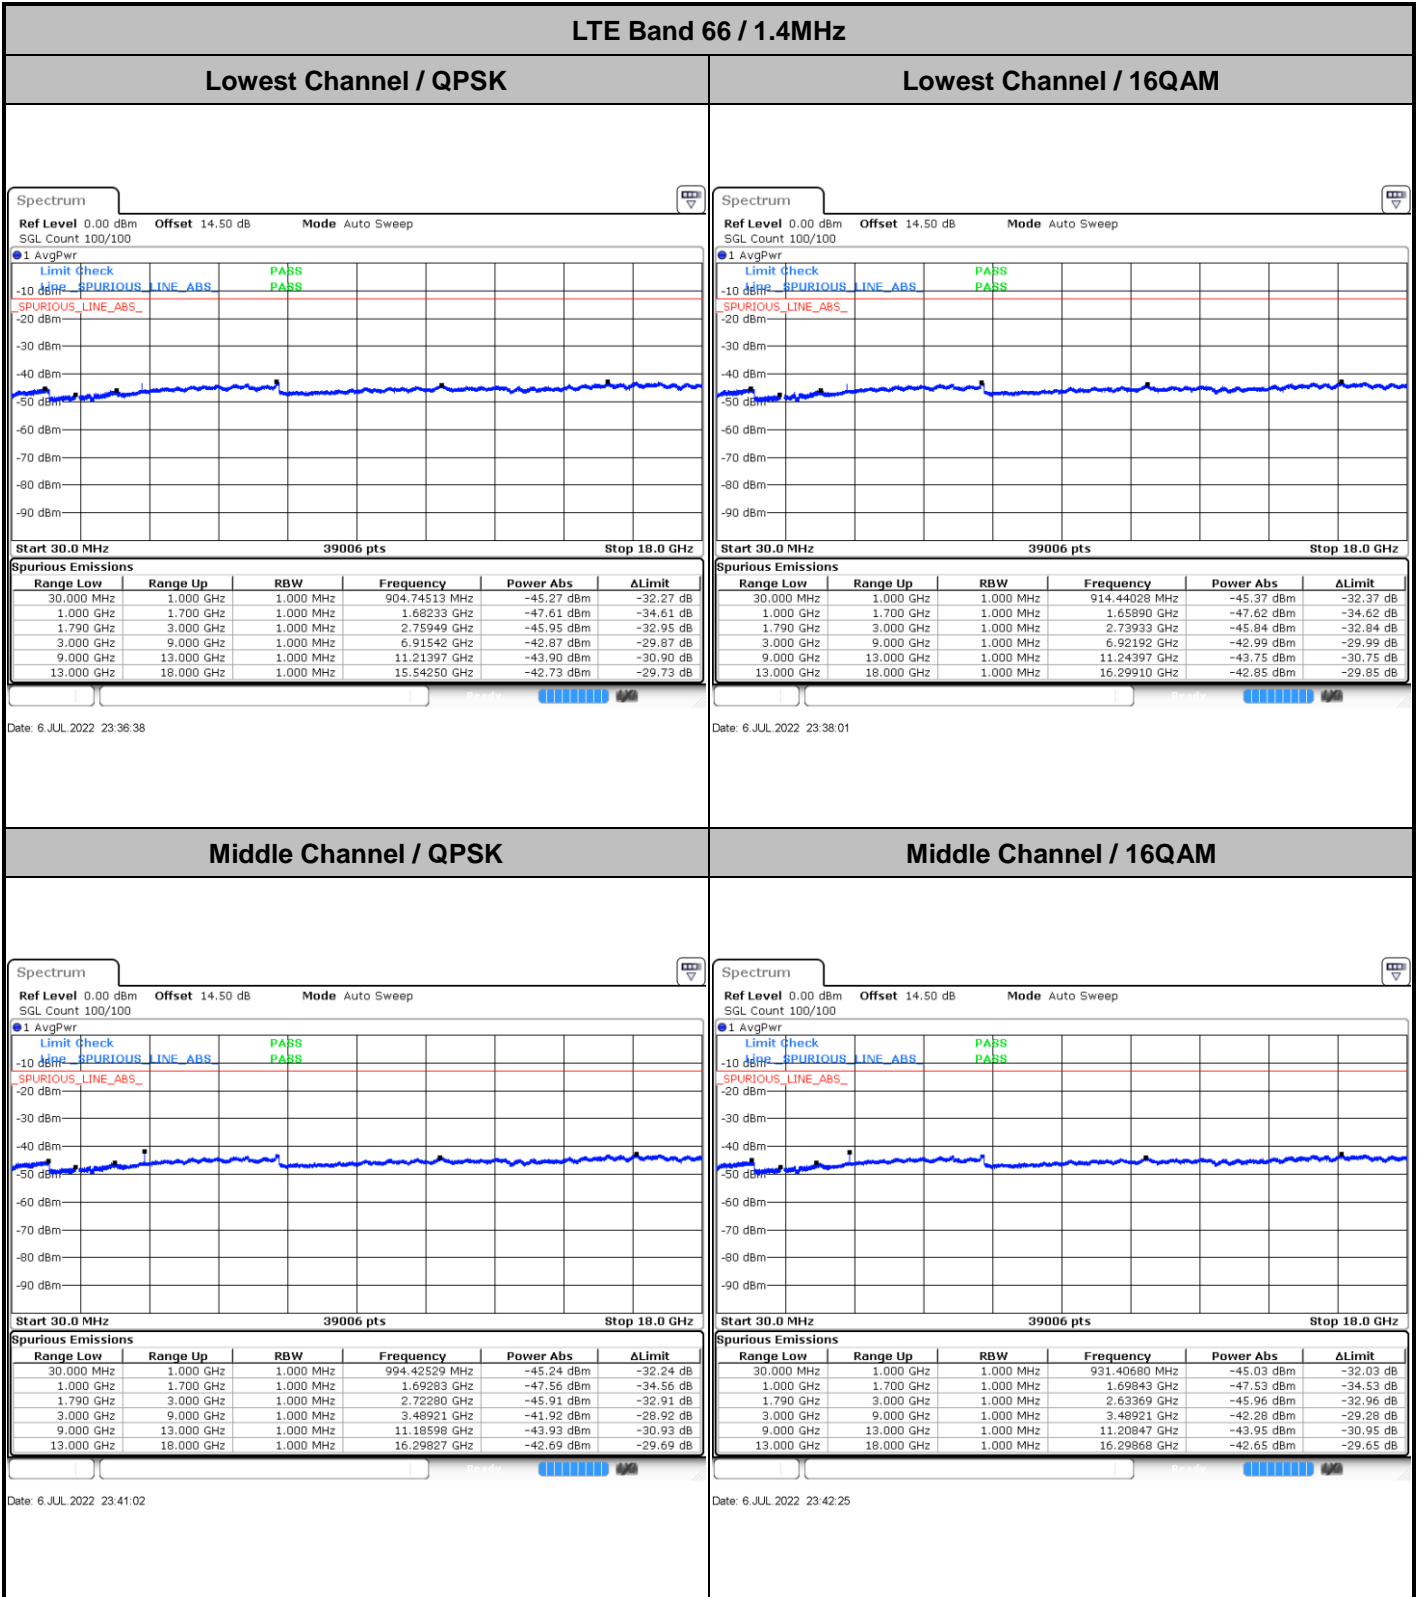 LTE Band 66 / 1.4MHz
Lowest Channel / QPSK
Lowest Channel / 16QAM
Spectrum
Ref Level 0.00 dBm Offset 14.50 dB Mode Auto Sweep
SGL Count 100/100
1 AvgPwr
Limit Check PASS
Line _SPURIOUS_LINE_ABS_ PASS
-10 dBm
_SPURIOUS_LINE_ABS_
-20 dBm
-30 dBm
-40 dBm
-50 dBm
-60 dBm
-70 dBm
-80 dBm
-90 dBm
Start 30.0 MHz 39006 pts Stop 18.0 GHz
Spurious Emissions
Range Low Range Up RBW Frequency Power Abs ΔLimit
30.000 MHz 1.000 GHz 1.000 MHz 904.74513 MHz -45.27 dBm -32.27 dB
1.000 GHz 1.700 GHz 1.000 MHz 1.68233 GHz -47.61 dBm -34.61 dB
1.790 GHz 3.000 GHz 1.000 MHz 2.75949 GHz -45.95 dBm -32.95 dB
3.000 GHz 9.000 GHz 1.000 MHz 6.91542 GHz -42.87 dBm -29.87 dB
9.000 GHz 13.000 GHz 1.000 MHz 11.21397 GHz -43.90 dBm -30.90 dB
13.000 GHz 18.000 GHz 1.000 MHz 15.54250 GHz -42.73 dBm -29.73 dB
Ready
Date: 6.JUL.2022 23:36:38
Spectrum
Ref Level 0.00 dBm Offset 14.50 dB Mode Auto Sweep
SGL Count 100/100
1 AvgPwr
Limit Check PASS
Line _SPURIOUS_LINE_ABS_ PASS
-10 dBm
_SPURIOUS_LINE_ABS_
-20 dBm
-30 dBm
-40 dBm
-50 dBm
-60 dBm
-70 dBm
-80 dBm
-90 dBm
Start 30.0 MHz 39006 pts Stop 18.0 GHz
Spurious Emissions
Range Low Range Up RBW Frequency Power Abs ΔLimit
30.000 MHz 1.000 GHz 1.000 MHz 914.44028 MHz -45.37 dBm -32.37 dB
1.000 GHz 1.700 GHz 1.000 MHz 1.65890 GHz -47.62 dBm -34.62 dB
1.790 GHz 3.000 GHz 1.000 MHz 2.73933 GHz -45.84 dBm -32.84 dB
3.000 GHz 9.000 GHz 1.000 MHz 6.92192 GHz -42.99 dBm -29.99 dB
9.000 GHz 13.000 GHz 1.000 MHz 11.24397 GHz -43.75 dBm -30.75 dB
13.000 GHz 18.000 GHz 1.000 MHz 16.29910 GHz -42.85 dBm -29.85 dB
Ready
Date: 6.JUL.2022 23:38:01
Middle Channel / QPSK
Middle Channel / 16QAM
Spectrum
Ref Level 0.00 dBm Offset 14.50 dB Mode Auto Sweep
SGL Count 100/100
1 AvgPwr
Limit Check PASS
Line _SPURIOUS_LINE_ABS_ PASS
-10 dBm
_SPURIOUS_LINE_ABS_
-20 dBm
-30 dBm
-40 dBm
-50 dBm
-60 dBm
-70 dBm
-80 dBm
-90 dBm
Start 30.0 MHz 39006 pts Stop 18.0 GHz
Spurious Emissions
Range Low Range Up RBW Frequency Power Abs ΔLimit
30.000 MHz 1.000 GHz 1.000 MHz 994.42529 MHz -45.24 dBm -32.24 dB
1.000 GHz 1.700 GHz 1.000 MHz 1.69283 GHz -47.56 dBm -34.56 dB
1.790 GHz 3.000 GHz 1.000 MHz 2.72280 GHz -45.91 dBm -32.91 dB
3.000 GHz 9.000 GHz 1.000 MHz 3.48921 GHz -41.92 dBm -28.92 dB
9.000 GHz 13.000 GHz 1.000 MHz 11.18598 GHz -43.93 dBm -30.93 dB
13.000 GHz 18.000 GHz 1.000 MHz 16.29827 GHz -42.69 dBm -29.69 dB
Ready
Date: 6.JUL.2022 23:41:02
Spectrum
Ref Level 0.00 dBm Offset 14.50 dB Mode Auto Sweep
SGL Count 100/100
1 AvgPwr
Limit Check PASS
Line _SPURIOUS_LINE_ABS_ PASS
-10 dBm
_SPURIOUS_LINE_ABS_
-20 dBm
-30 dBm
-40 dBm
-50 dBm
-60 dBm
-70 dBm
-80 dBm
-90 dBm
Start 30.0 MHz 39006 pts Stop 18.0 GHz
Spurious Emissions
Range Low Range Up RBW Frequency Power Abs ΔLimit
30.000 MHz 1.000 GHz 1.000 MHz 931.40680 MHz -45.03 dBm -32.03 dB
1.000 GHz 1.700 GHz 1.000 MHz 1.69843 GHz -47.53 dBm -34.53 dB
1.790 GHz 3.000 GHz 1.000 MHz 2.63369 GHz -45.96 dBm -32.96 dB
3.000 GHz 9.000 GHz 1.000 MHz 3.48921 GHz -42.28 dBm -29.28 dB
9.000 GHz 13.000 GHz 1.000 MHz 11.20847 GHz -43.95 dBm -30.95 dB
13.000 GHz 18.000 GHz 1.000 MHz 16.29868 GHz -42.65 dBm -29.65 dB
Ready
Date: 6.JUL.2022 23:42:25